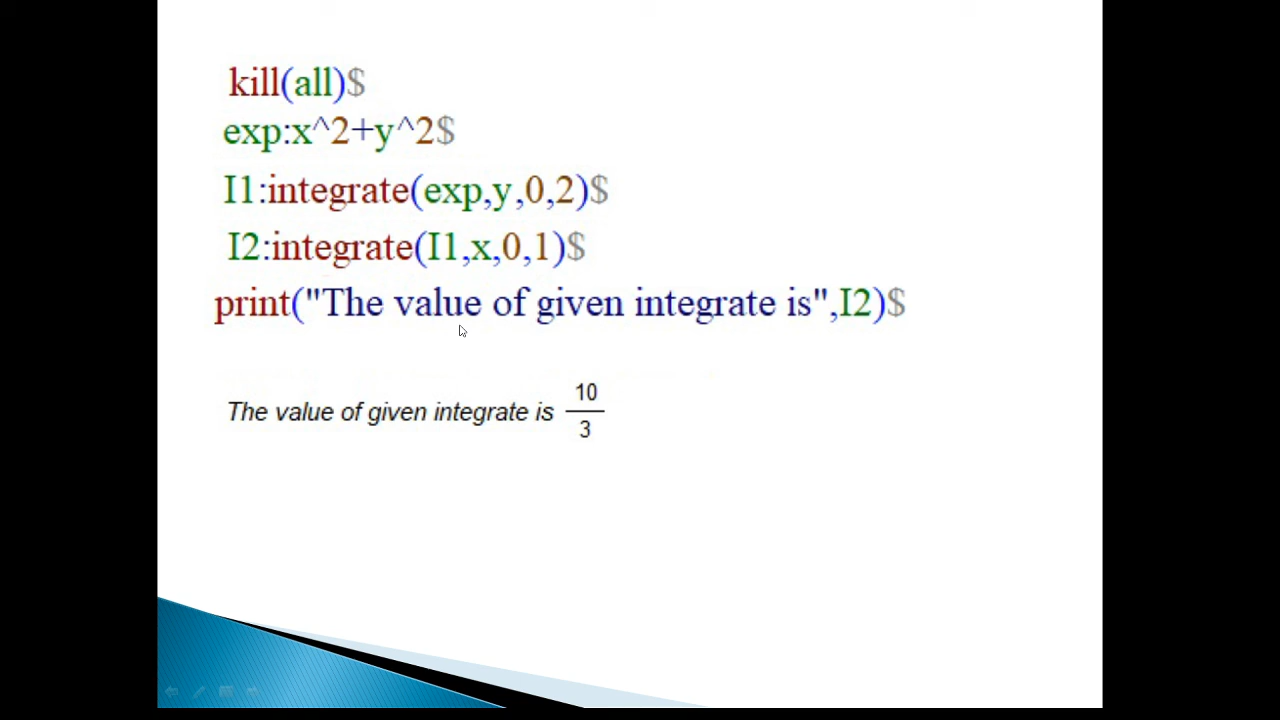 kill(all)$
exp:x^2+y^2$
I1:integrate(exp,y,0,2)$
I2:integrate(I1,x,0,1)$
print("The value of given integrate is",I2)$
The value of given integrate is 10/3